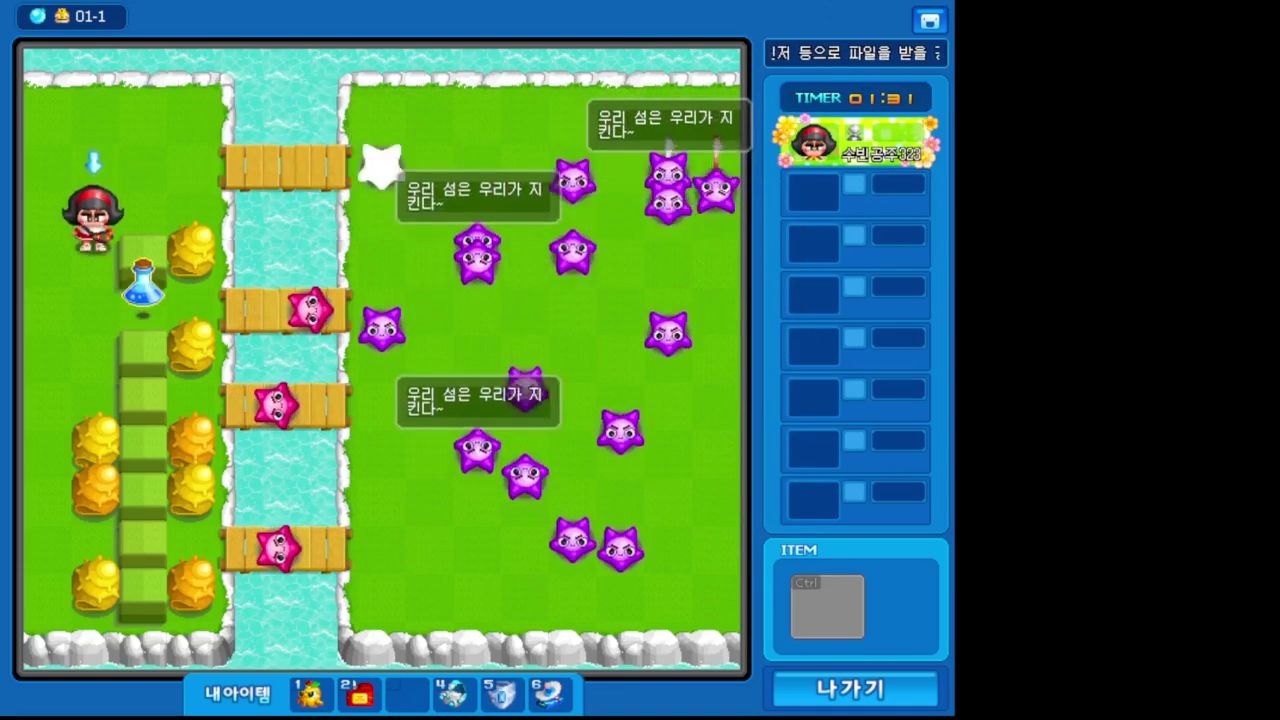 01-1
!저 등으로 파일을 받을
TIMER 01:31
우리 섬은 우리가 지
킨다~
수빈공주323
우리 섬은 우리가 지
킨다~
우리 섬은 우리가 지
킨다~
ITEM
Ctrl
내아이템
1
2
4
5
6
나가기